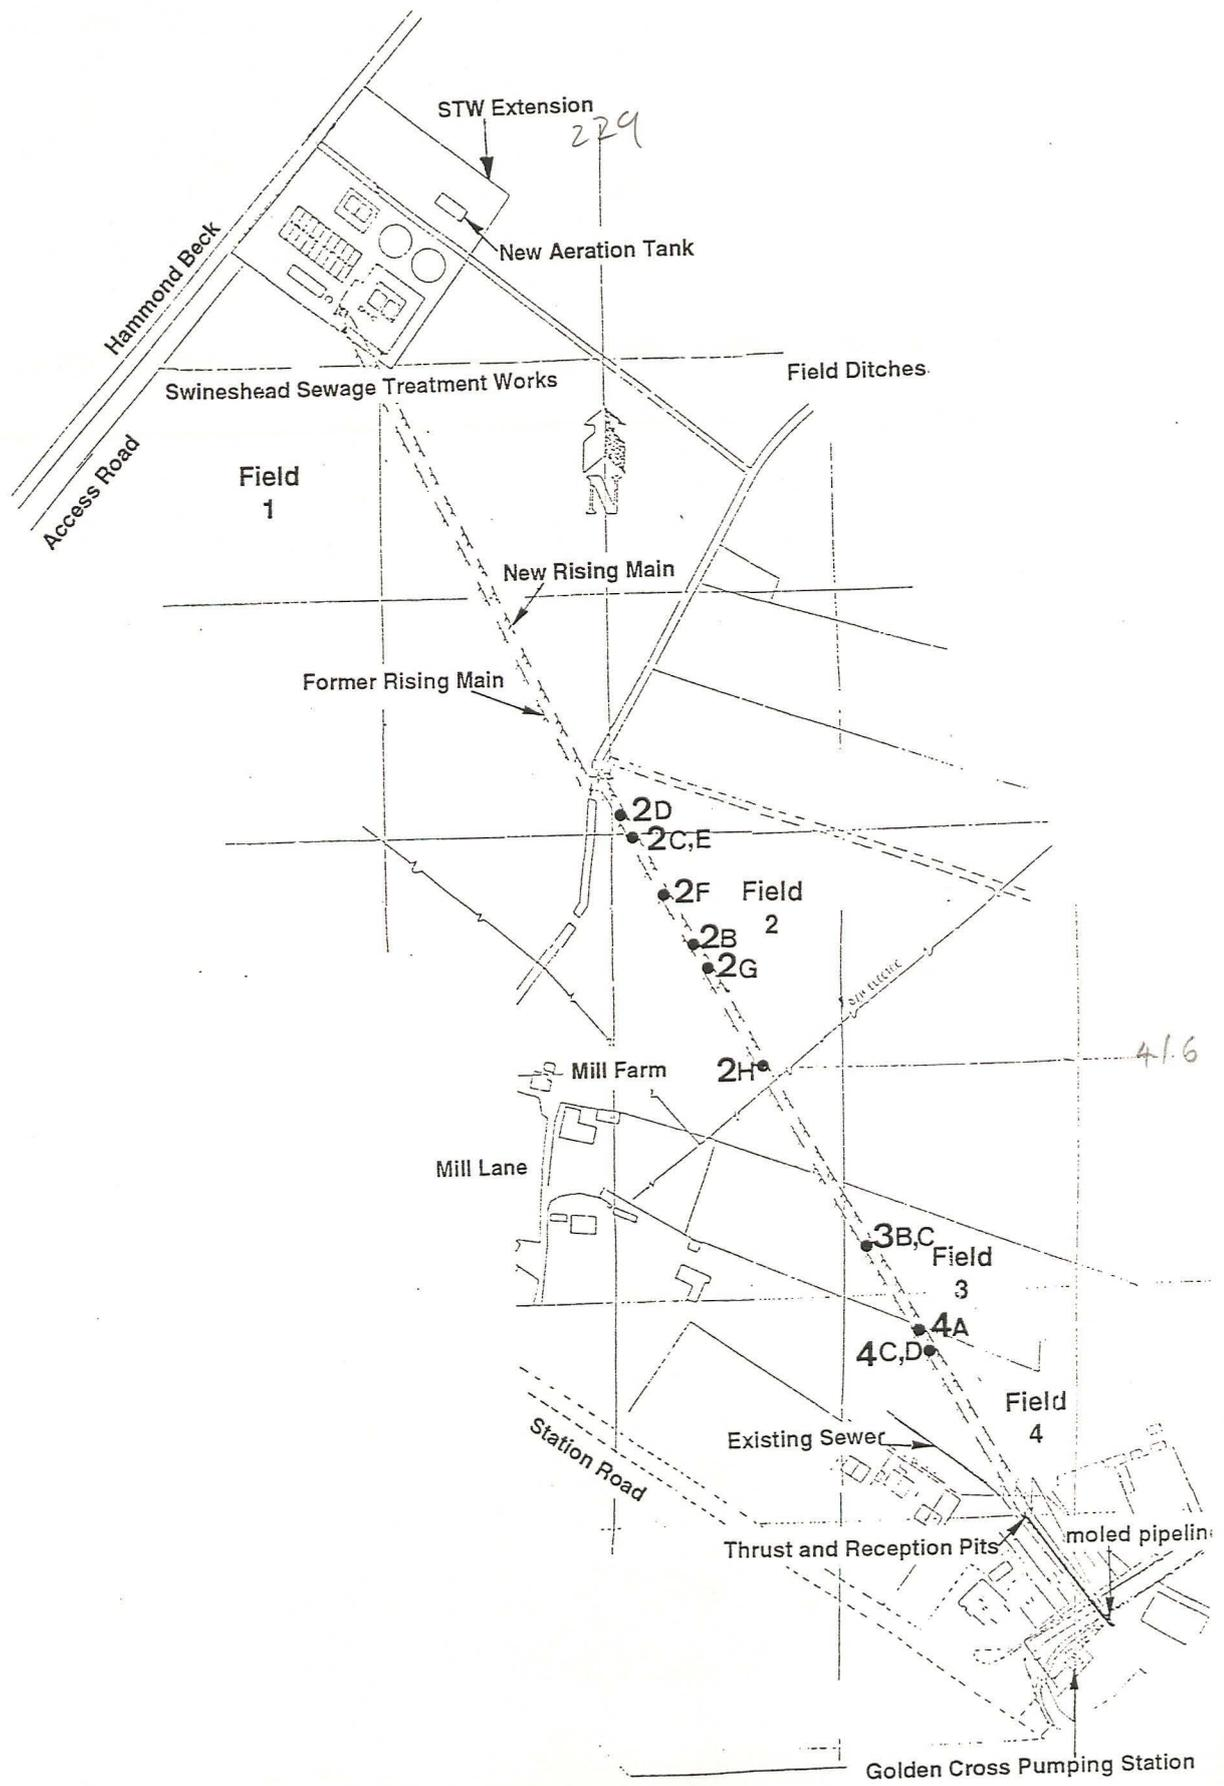 STW Extension
229
New Aeration Tank
Hammond Beck
Field Ditches
Swineshead Sewage Treatment Works
Access Road
Field
1
N
New Rising Main
Former Rising Main
2D
2C,E
2F
Field
2
2B
2G
O/H ELECTRIC
2H
Mill Farm
41.6
Mill Lane
3B,C
Field
3
4A
4C,D
Field
4
Existing Sewer
Station Road
Thrust and Reception Pits
moled pipelin
Golden Cross Pumping Station